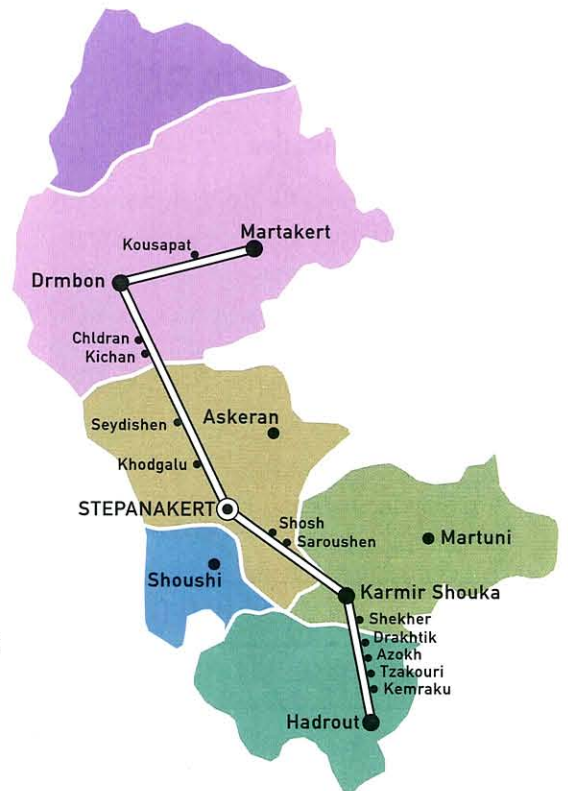 Martakert
Kousapat
Drmbon
Chldran
Kichan
Askeran
Seydishen
Khodgalu
STEPANAKERT
Shosh
Saroushen
Martuni
Shoushi
Karmir Shouka
Shekher
Drakhtik
Azokh
Tzakouri
Kemraku
Hadrout